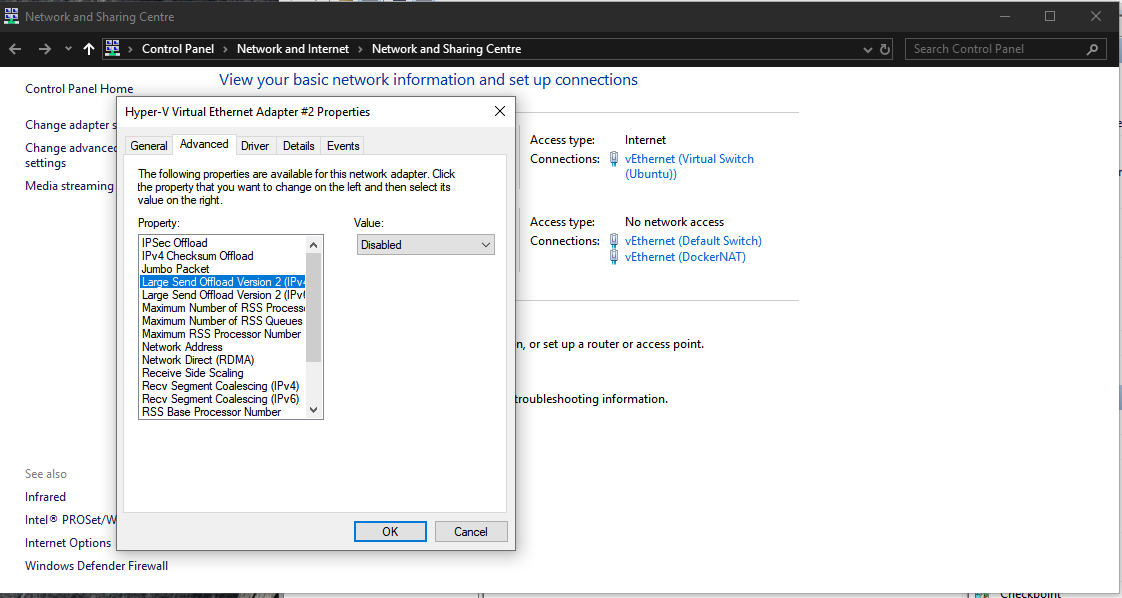 Network and Sharing Centre
Control Panel > Network and Internet > Network and Sharing Centre
Search Control Panel
Control Panel Home
Change adapter s
Change advanced
settings
Media streaming
View your basic network information and set up connections
Access type: Internet
Connections: vEthernet (Virtual Switch
(Ubuntu))
Access type: No network access
Connections: vEthernet (Default Switch)
vEthernet (DockerNAT)
n, or set up a router or access point.
troubleshooting information.
Hyper-V Virtual Ethernet Adapter #2 Properties
General Advanced Driver Details Events
The following properties are available for this network adapter. Click
the property that you want to change on the left and then select its
value on the right.
Property:
IPSec Offload
IPv4 Checksum Offload
Jumbo Packet
Large Send Offload Version 2 (IPv4
Large Send Offload Version 2 (IPv6
Maximum Number of RSS Process
Maximum Number of RSS Queues
Maximum RSS Processor Number
Network Address
Network Direct (RDMA)
Receive Side Scaling
Recv Segment Coalescing (IPv4)
Recv Segment Coalescing (IPv6)
RSS Base Processor Number
Value:
Disabled
OK Cancel
See also
Infrared
Intel® PROSet/W
Internet Options
Windows Defender Firewall
Checkpoint